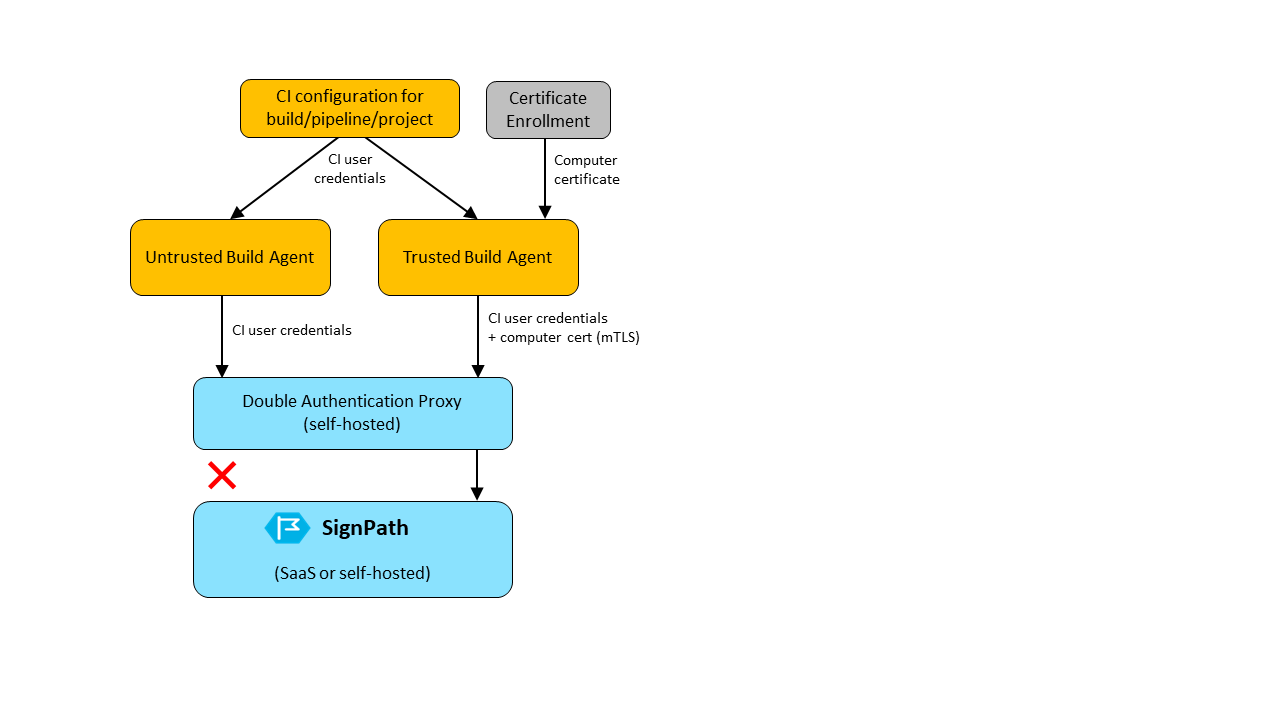 CI configuration for
build/pipeline/project
Certificate
Enrollment
CI user
credentials
Computer
certificate
Untrusted Build Agent
Trusted Build Agent
CI user credentials
CI user credentials
+ computer cert (mTLS)
Double Authentication Proxy
(self-hosted)
SignPath
(SaaS or self-hosted)